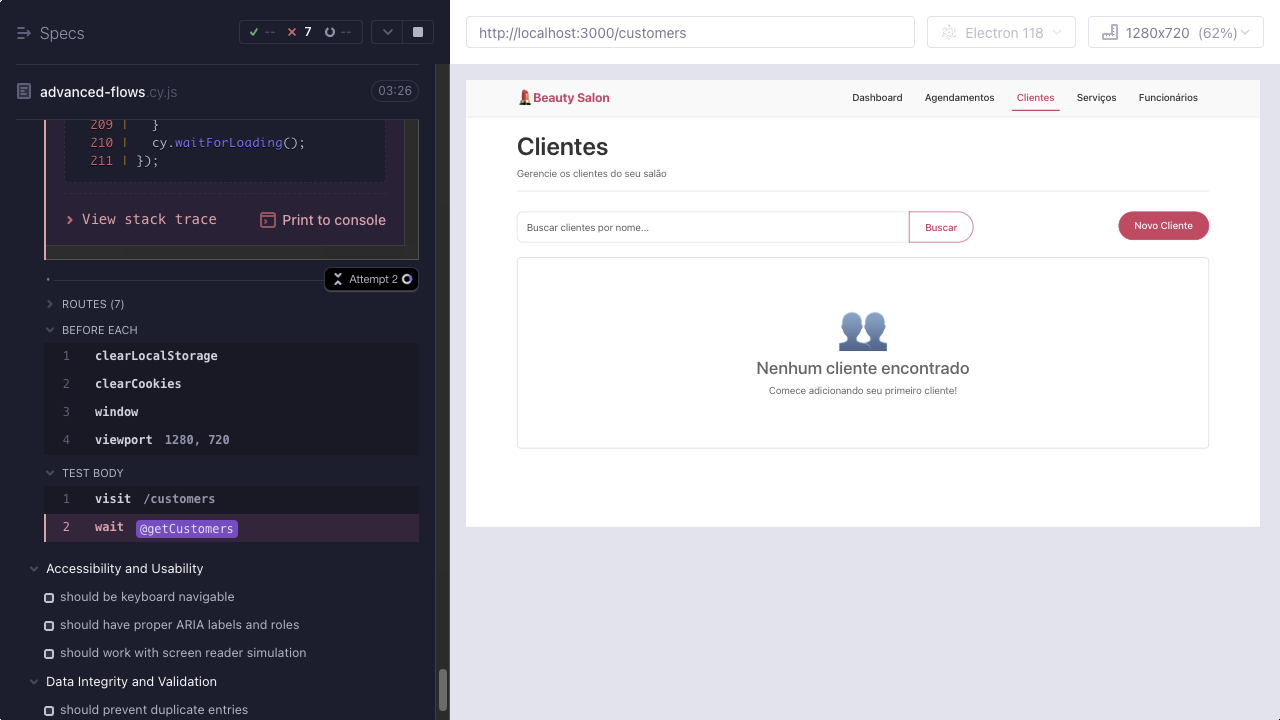 Specs
-- 7 --
advanced-flows.cy.js 03:26
209 | }
210 | cy.waitForLoading();
211 | });
View stack trace Print to console
Attempt 2
ROUTES (7)
BEFORE EACH
1 clearLocalStorage
2 clearCookies
3 window
4 viewport 1280, 720
TEST BODY
1 visit /customers
2 wait @getCustomers
Accessibility and Usability
should be keyboard navigable
should have proper ARIA labels and roles
should work with screen reader simulation
Data Integrity and Validation
should prevent duplicate entries
http://localhost:3000/customers
Electron 118
1280x720 (62%)
Beauty Salon
Dashboard Agendamentos Clientes Serviços Funcionários
Clientes
Gerencie os clientes do seu salão
Buscar clientes por nome... Buscar Novo Cliente
Nenhum cliente encontrado
Comece adicionando seu primeiro cliente!